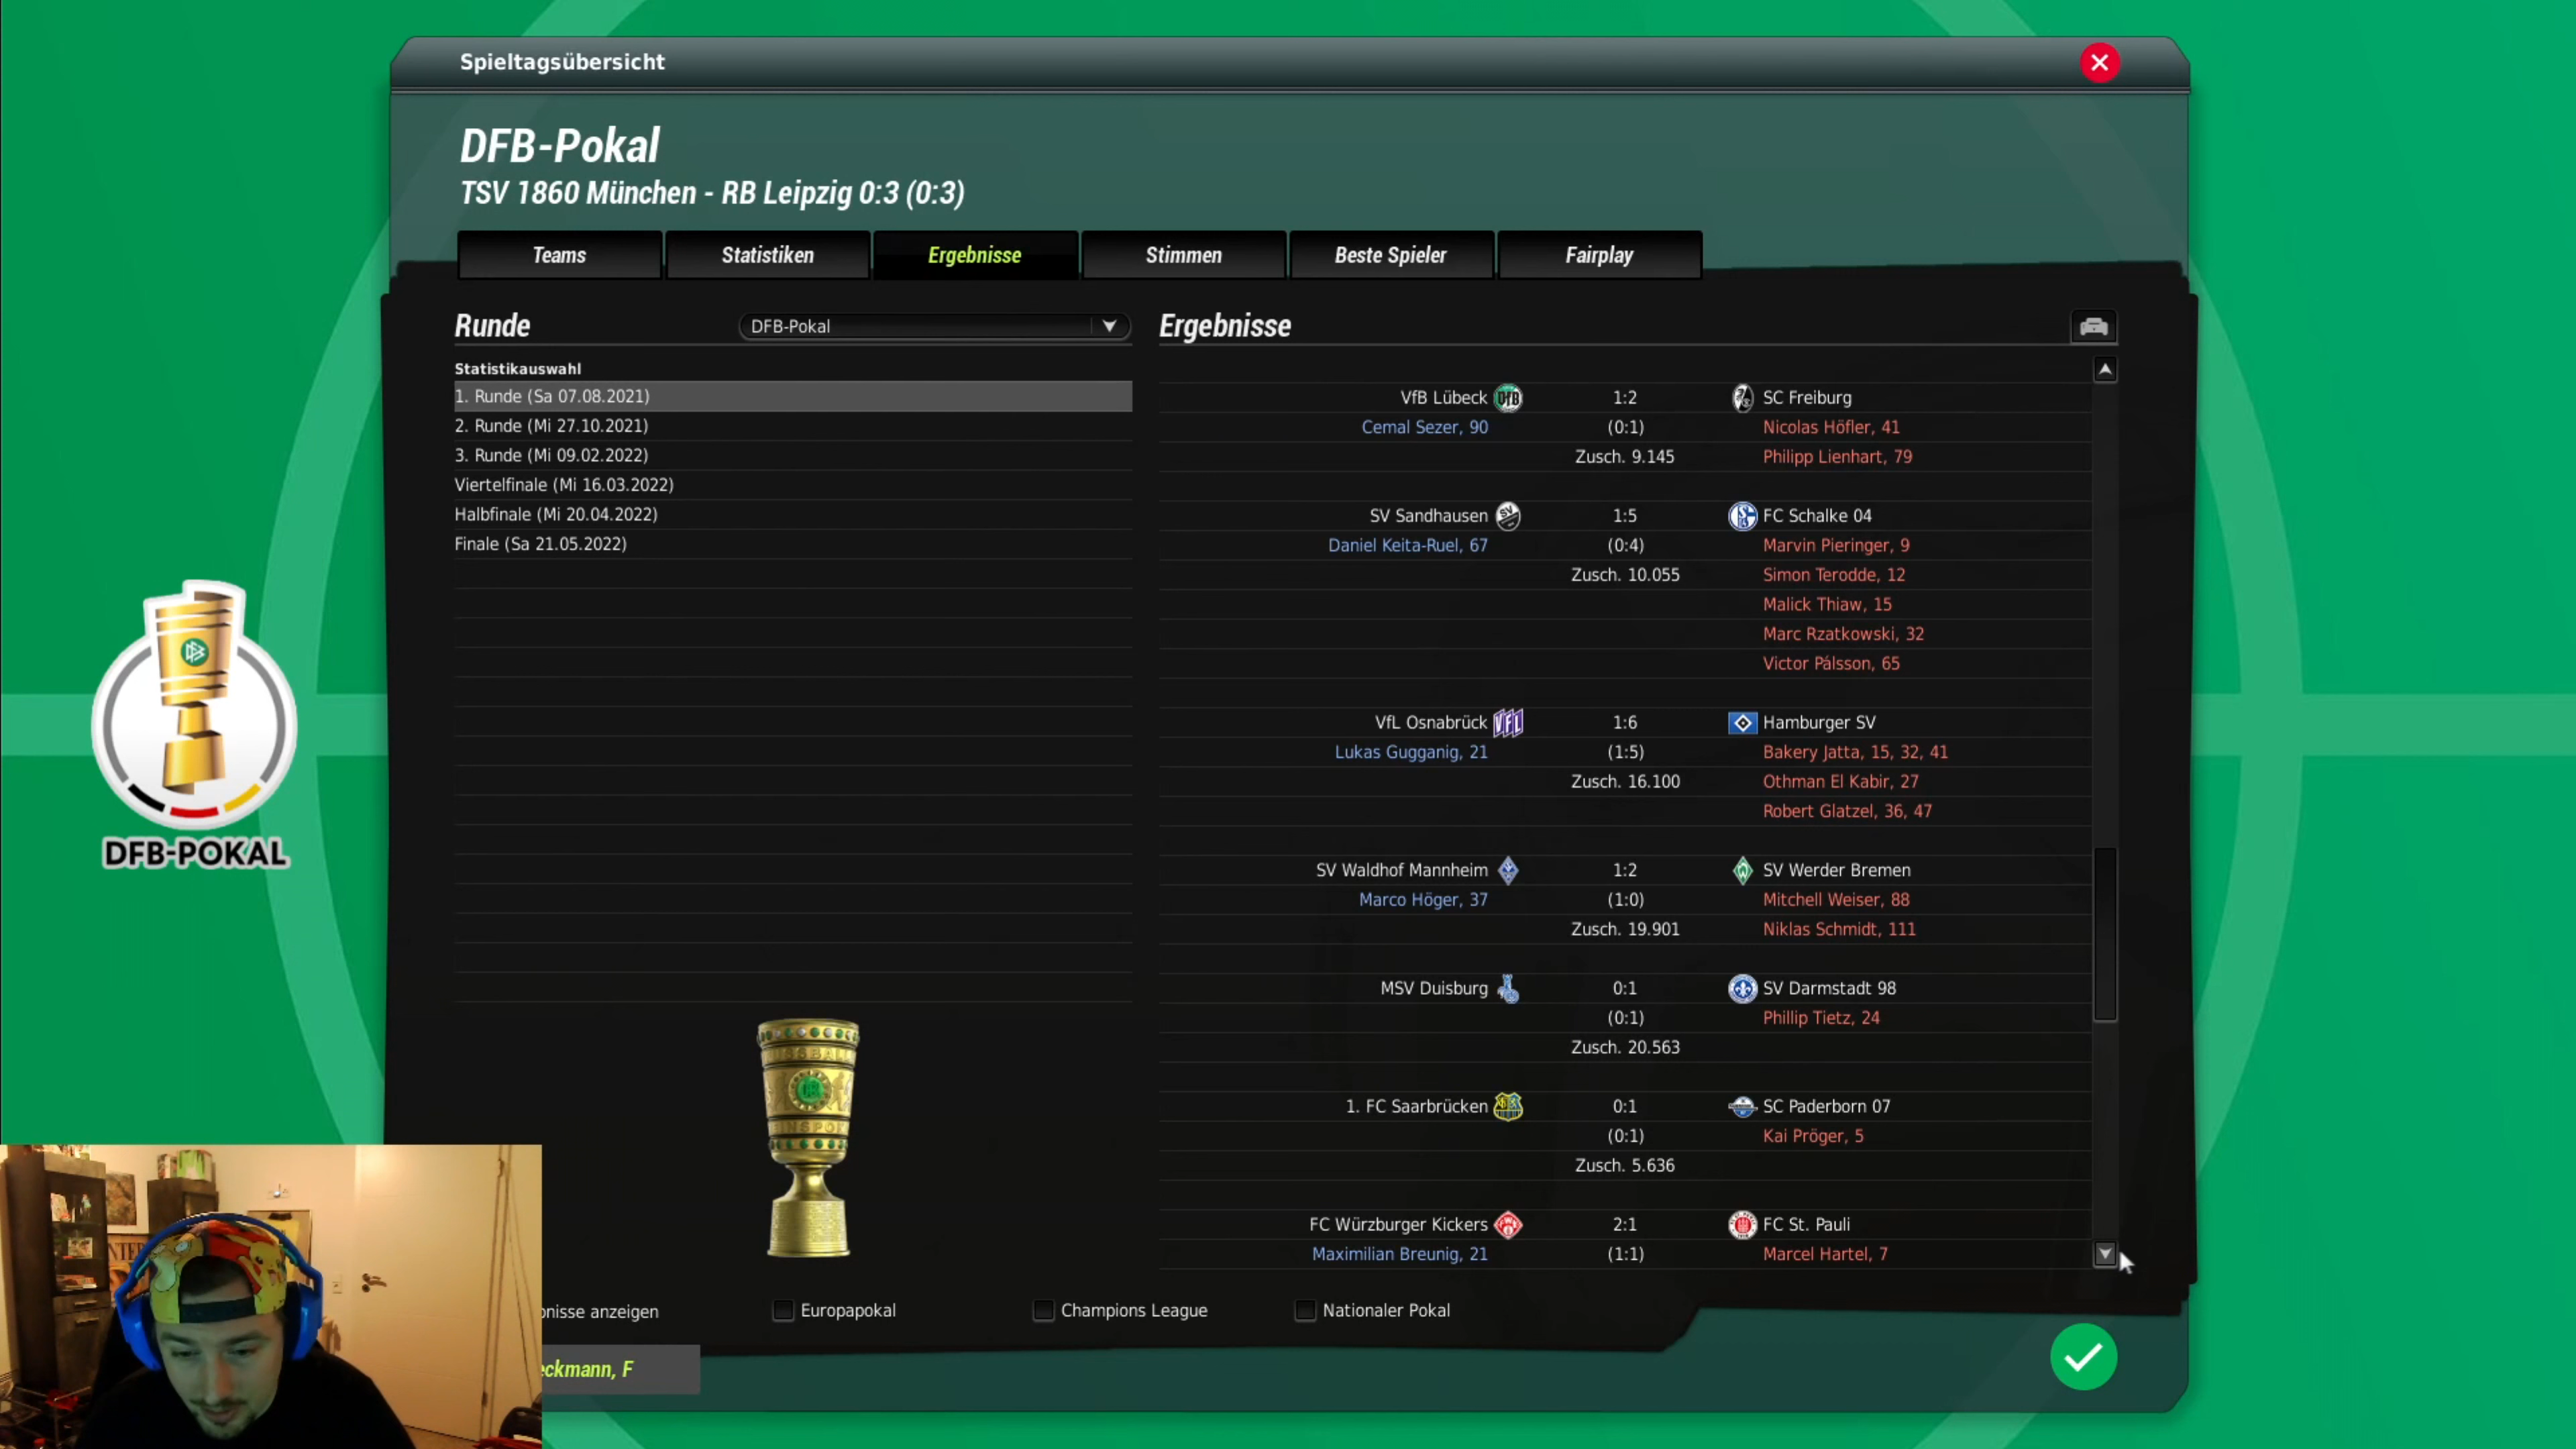 Spieltagsübersicht
DFB-Pokal
TSV 1860 München - RB Leipzig 0:3 (0:3)
Teams Statistiken Ergebnisse Stimmen Beste Spieler Fairplay
Runde DFB-Pokal
Statistikauswahl
1. Runde (Sa 07.08.2021)
2. Runde (Mi 27.10.2021)
3. Runde (Mi 09.02.2022)
Viertelfinale (Mi 16.03.2022)
Halbfinale (Mi 20.04.2022)
Finale (Sa 21.05.2022)
Ergebnisse
VfB Lübeck 1:2 SC Freiburg
Cemal Sezer, 90 (0:1) Nicolas Höfler, 41
Zusch. 9.145 Philipp Lienhart, 79
SV Sandhausen 1:5 FC Schalke 04
Daniel Keita-Ruel, 67 (0:4) Marvin Pieringer, 9
Zusch. 10.055 Simon Terodde, 12
Malick Thiaw, 15
Marc Rzatkowski, 32
Victor Pálsson, 65
VfL Osnabrück VFL 1:6 Hamburger SV
Lukas Gugganig, 21 (1:5) Bakery Jatta, 15, 32, 41
Zusch. 16.100 Othman El Kabir, 27
Robert Glatzel, 36, 47
SV Waldhof Mannheim 1:2 SV Werder Bremen
Marco Höger, 37 (1:0) Mitchell Weiser, 88
Zusch. 19.901 Niklas Schmidt, 111
MSV Duisburg 0:1 SV Darmstadt 98
(0:1) Phillip Tietz, 24
Zusch. 20.563
1. FC Saarbrücken 0:1 SC Paderborn 07
(0:1) Kai Pröger, 5
Zusch. 5.636
FC Würzburger Kickers 2:1 FC St. Pauli
Maximilian Breunig, 21 (1:1) Marcel Hartel, 7
DFB-POKAL
bnisse anzeigen Europapokal Champions League Nationaler Pokal
eckmann, F